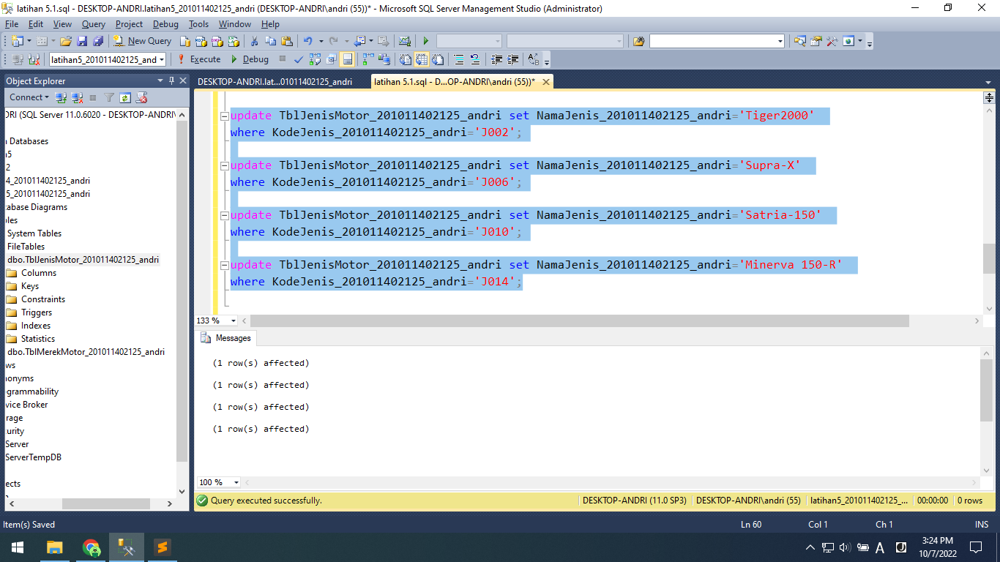 latihan 5.1.sql - DESKTOP-ANDRI.latihan5_201011402125_andri (DESKTOP-ANDRI\andri (55))* - Microsoft SQL Server Management Studio (Administrator)
File Edit View Query Project Debug Tools Window Help
New Query
latihan5_201011402125_and Execute Debug
Object Explorer
Connect
DRI (SQL Server 11.0.6020 - DESKTOP-ANDRI\
Databases
5
2
4_201011402125_andri
5_201011402125_andri
abase Diagrams
les
System Tables
FileTables
dbo.TblJenisMotor_201011402125_andri
Columns
Keys
Constraints
Triggers
Indexes
Statistics
dbo.TblMerekMotor_201011402125_andri
ws
onyms
grammability
vice Broker
rage
urity
Server
ServerTempDB
ects
DESKTOP-ANDRI.lat...01011402125_andri
latihan 5.1.sql - D...OP-ANDRI\andri (55))*
update TblJenisMotor_201011402125_andri set NamaJenis_201011402125_andri='Tiger2000'
where KodeJenis_201011402125_andri='J002';
update TblJenisMotor_201011402125_andri set NamaJenis_201011402125_andri='Supra-X'
where KodeJenis_201011402125_andri='J006';
update TblJenisMotor_201011402125_andri set NamaJenis_201011402125_andri='Satria-150'
where KodeJenis_201011402125_andri='J010';
update TblJenisMotor_201011402125_andri set NamaJenis_201011402125_andri='Minerva 150-R'
where KodeJenis_201011402125_andri='J014';
133 %
Messages
(1 row(s) affected)
(1 row(s) affected)
(1 row(s) affected)
(1 row(s) affected)
100 %
Query executed successfully.
DESKTOP-ANDRI (11.0 SP3) DESKTOP-ANDRI\andri (55) latihan5_201011402125_... 00:00:00 0 rows
Item(s) Saved
Ln 60 Col 1 Ch 1 INS
A
3:24 PM
10/7/2022